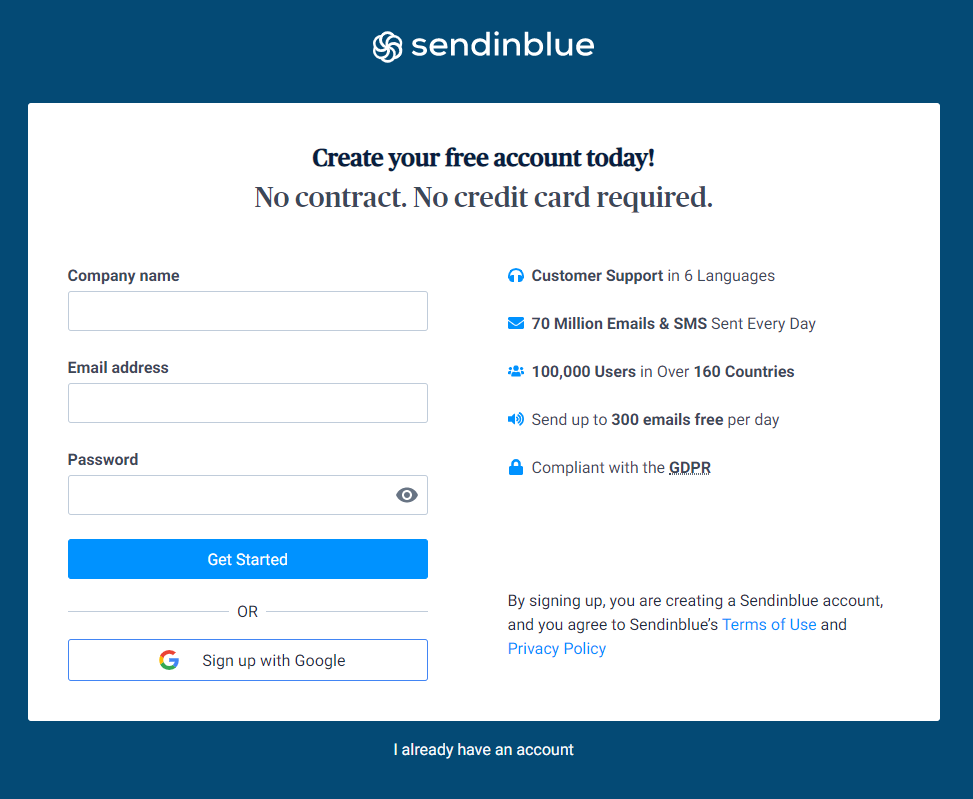 sendinblue
Create your free account today!
No contract. No credit card required.
Company name
Email address
Password
Get Started
OR
Sign up with Google
Customer Support in 6 Languages
70 Million Emails & SMS Sent Every Day
100,000 Users in Over 160 Countries
Send up to 300 emails free per day
Compliant with the GDPR
By signing up, you are creating a Sendinblue account,
and you agree to Sendinblue’s Terms of Use and
Privacy Policy
I already have an account